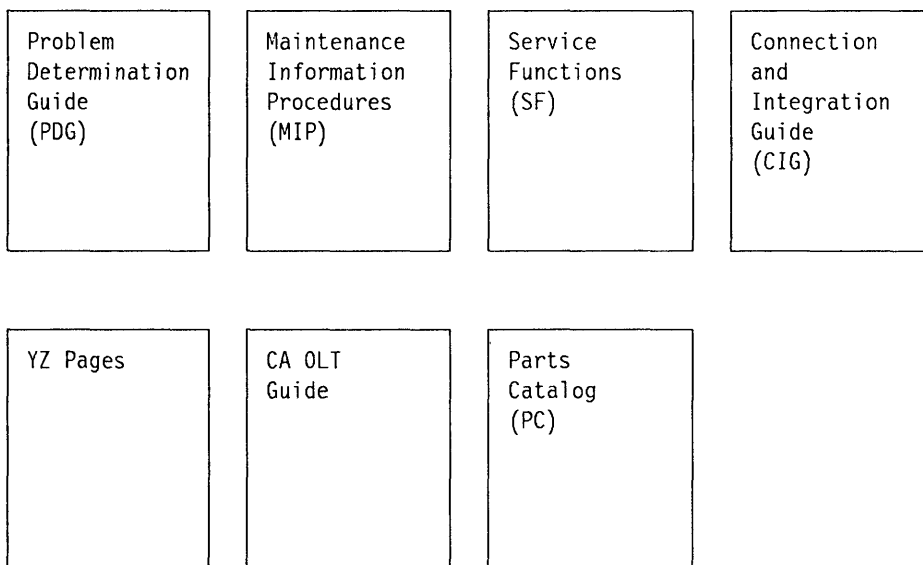 Problem
Determination
Guide
(PDG)
Maintenance
Information
Procedures
(MIP)
Service
Functions
(SF)
Connection
and
Integration
Guide
(CIG)
YZ Pages
CA OLT
Guide
Parts
Catalog
(PC)